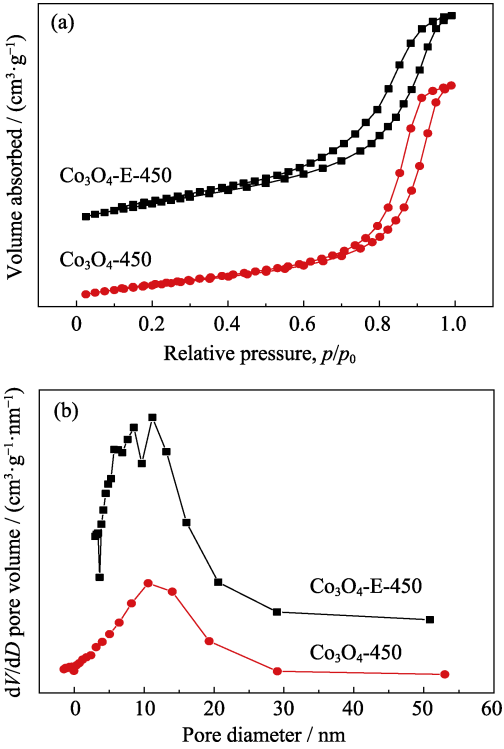 (a)
Volume absorbed / (cm³·g⁻¹)
Co₃O₄-E-450
Co₃O₄-450
0 0.2 0.4 0.6 0.8 1.0
Relative pressure, p/p₀
(b)
dV/dD pore volume / (cm³·g⁻¹·nm⁻¹)
Co₃O₄-E-450
Co₃O₄-450
0 10 20 30 40 50 60
Pore diameter / nm